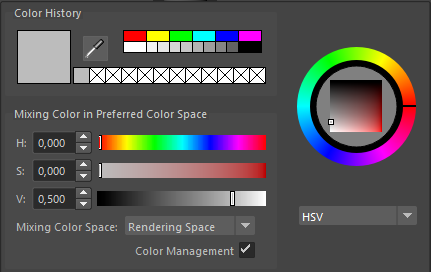 Color History
Mixing Color in Preferred Color Space
H: 0,000
S: 0,000
V: 0,500
Mixing Color Space: Rendering Space
Color Management
HSV